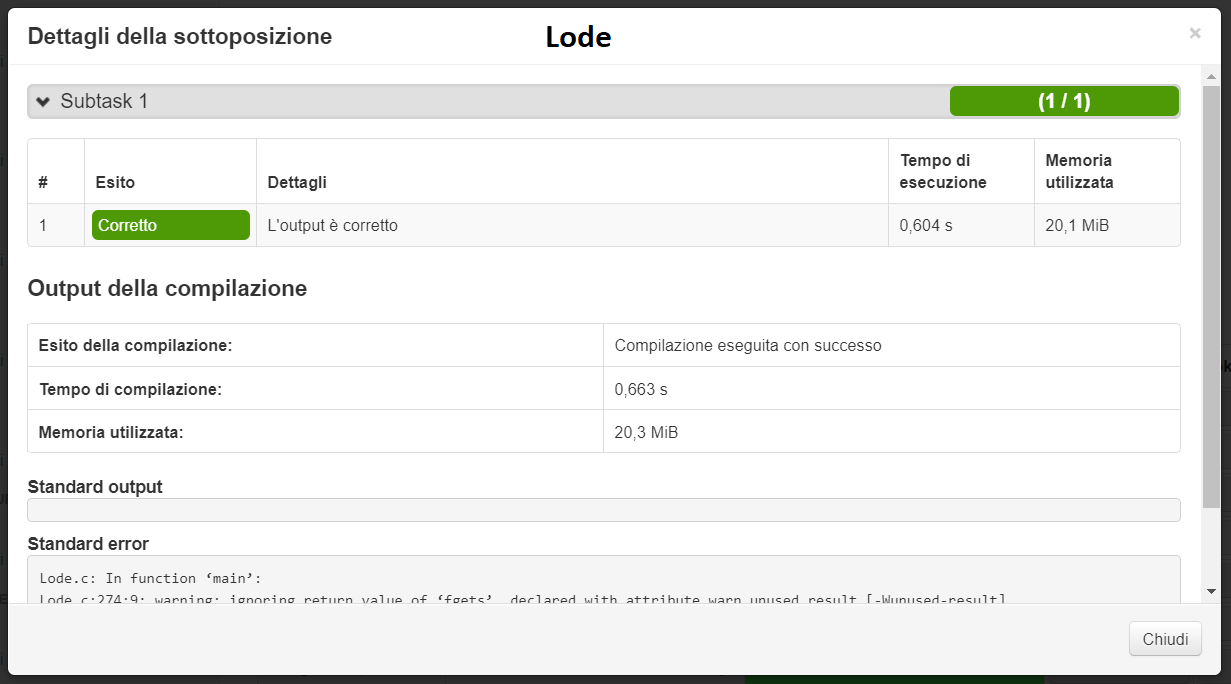 Dettagli della sottoposizione
Lode
×
Subtask 1
(1 / 1)
#
Esito
Dettagli
Tempo di
esecuzione
Memoria
utilizzata
1
Corretto
L'output è corretto
0,604 s
20,1 MiB
Output della compilazione
Esito della compilazione:
Compilazione eseguita con successo
Tempo di compilazione:
0,663 s
Memoria utilizzata:
20,3 MiB
Standard output
Standard error
Lode.c: In function ‘main’:
Lode.c:274:9: warning: ignoring return value of ‘fgets’, declared with attribute warn_unused_result [-Wunused-result]
Chiudi